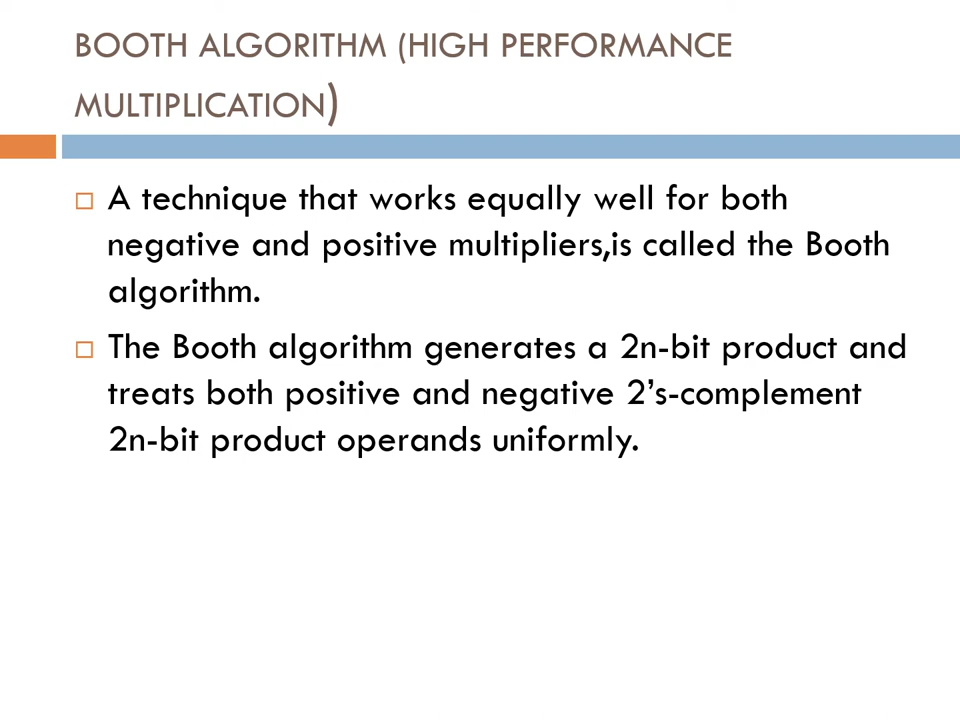 BOOTH ALGORITHM (HIGH PERFORMANCE
MULTIPLICATION)
A technique that works equally well for both
negative and positive multipliers,is called the Booth
algorithm.
The Booth algorithm generates a 2n-bit product and
treats both positive and negative 2’s-complement
2n-bit product operands uniformly.